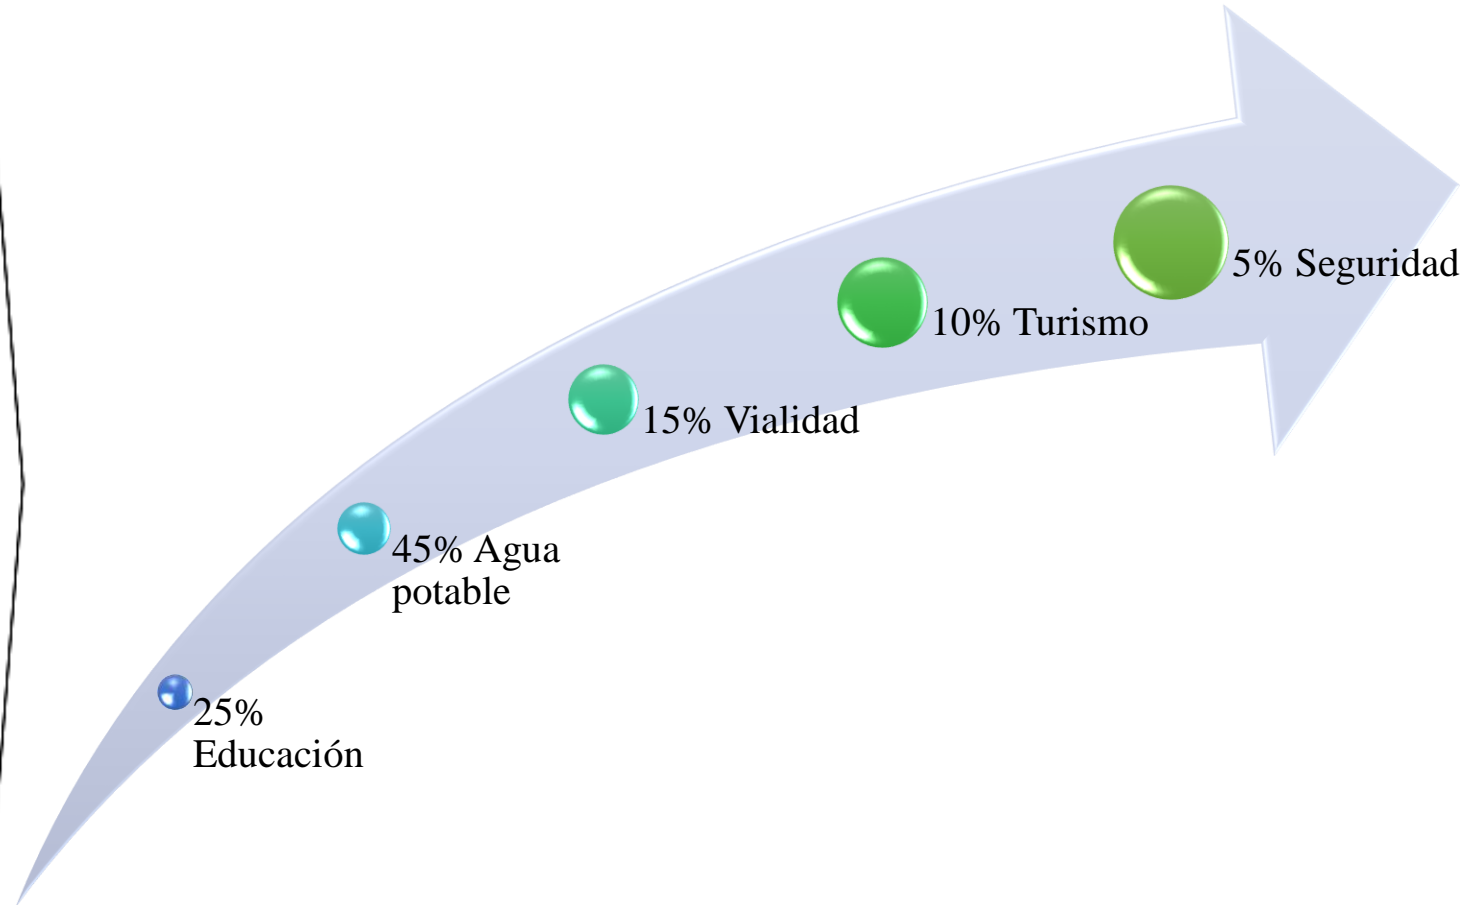 25%
Educación
45% Agua
potable
15% Vialidad
10% Turismo
5% Seguridad